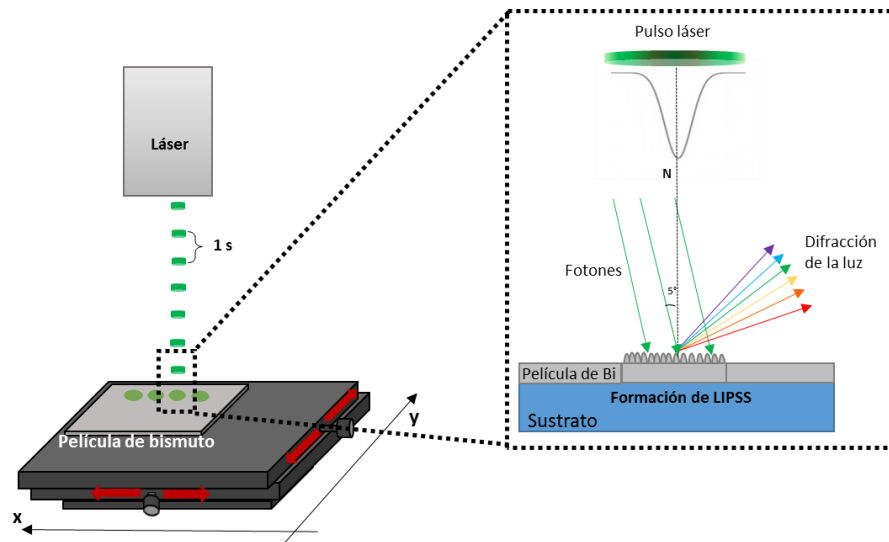 Láser
1 s
Película de bismuto
x
y
Pulso láser
N
Fotones
5°
Difracción
de la luz
Película de Bi
Formación de LIPSS
Sustrato